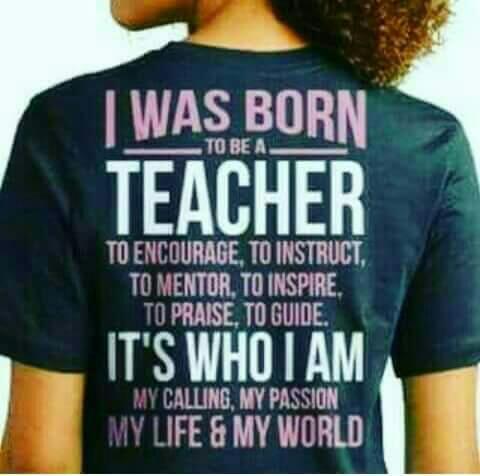 I WAS BORN
TO BE A
TEACHER
TO ENCOURAGE, TO INSTRUCT,
TO MENTOR, TO INSPIRE,
TO PRAISE, TO GUIDE.
IT'S WHO I AM
MY CALLING, MY PASSION
MY LIFE & MY WORLD